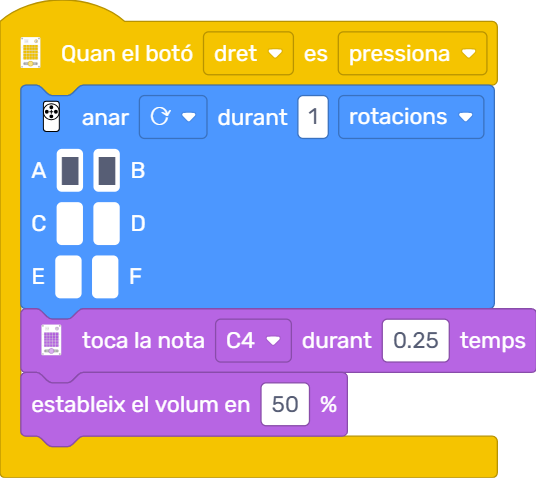 Quan el botó dret es pressiona
anar durant 1 rotacions
A B
C D
E F
toca la nota C4 durant 0.25 temps
estableix el volum en 50 %